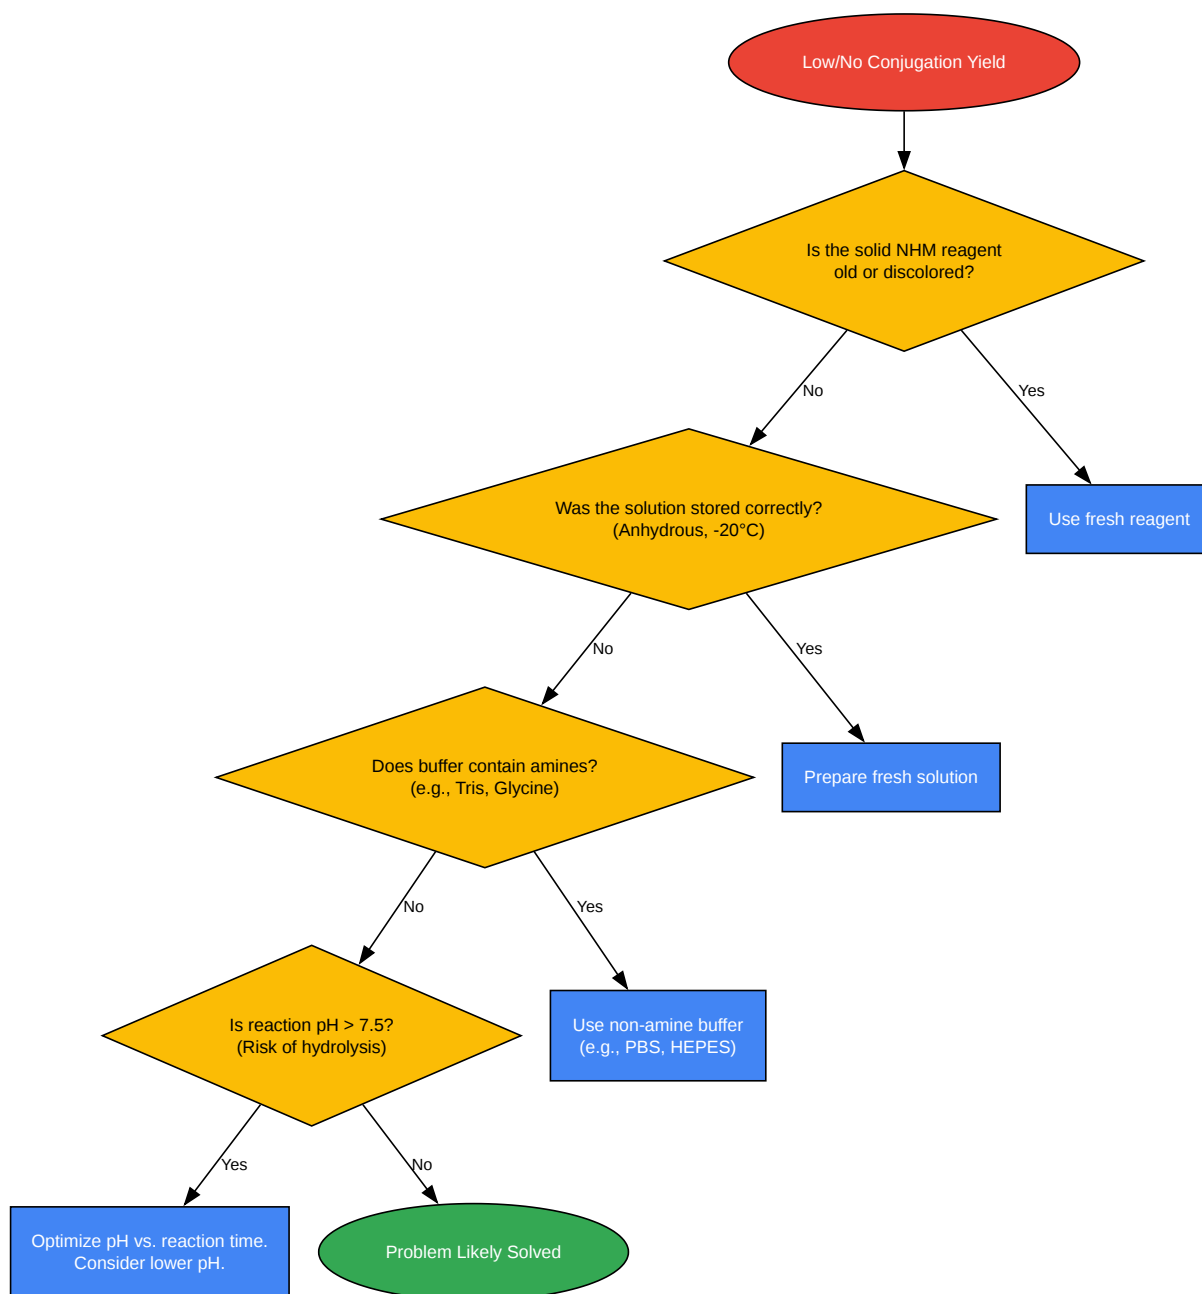 Low/No Conjugation Yield
Is the solid NHM reagent
old or discolored?
No
Yes
Was the solution stored correctly?
(Anhydrous, -20°C)
Use fresh reagent
No
Yes
Does buffer contain amines?
(e.g., Tris, Glycine)
Prepare fresh solution
No
Yes
Is reaction pH > 7.5?
(Risk of hydrolysis)
Use non-amine buffer
(e.g., PBS, HEPES)
Yes
No
Optimize pH vs. reaction time.
Consider lower pH.
Problem Likely Solved